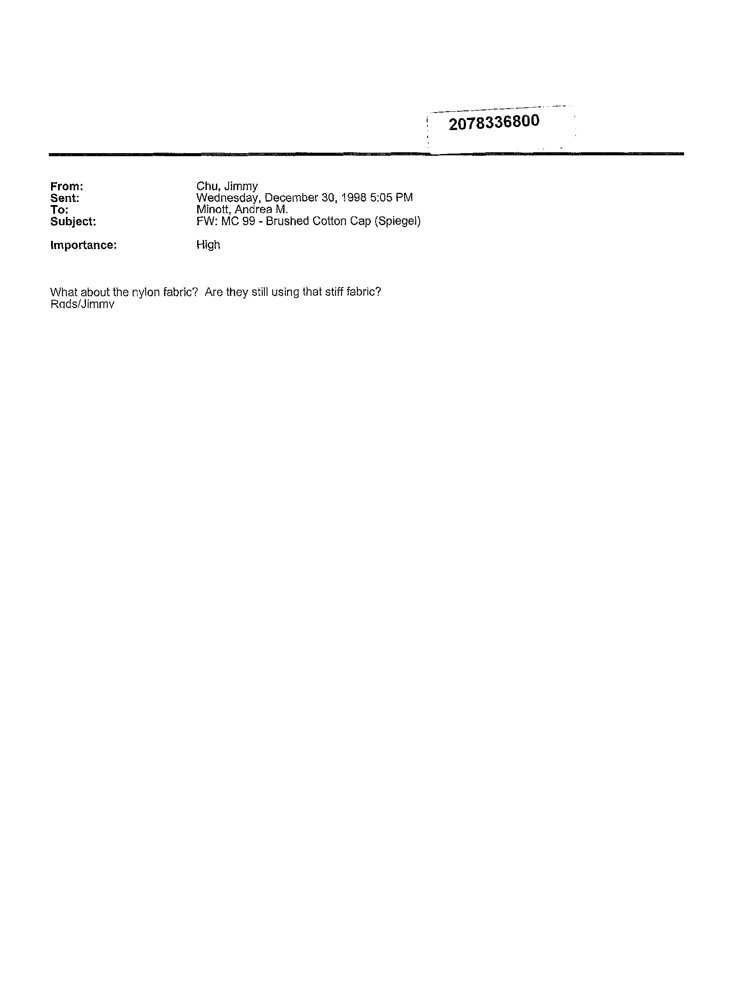 2078336800
From: Chu, Jimmy
Sent: Wednesday, December 30, 1998 5:05 PM
To: Minott, Andrea M.
Subject: FW: MC 99 - Brushed Cotton Cap (Spiegel)
Importance: High
What about the nylon fabric? Are they still using that stiff fabric?
Rgds/Jimmy